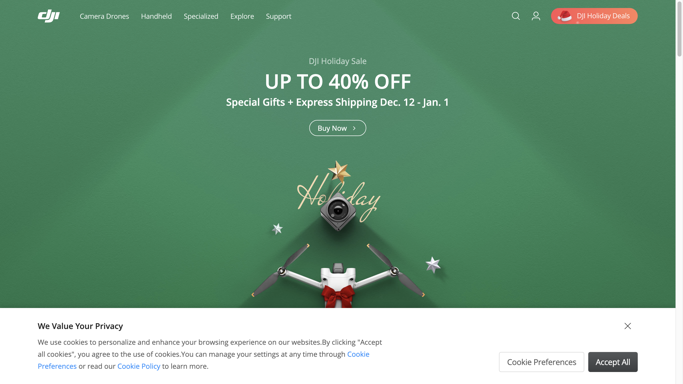 dji
Camera Drones
Handheld
Specialized
Explore
Support
DJI Holiday Deals
DJI Holiday Sale
UP TO 40% OFF
Special Gifts + Express Shipping Dec. 12 - Jan. 1
Buy Now
Holiday
We Value Your Privacy
We use cookies to personalize and enhance your browsing experience on our websites.By clicking "Accept
all cookies", you agree to the use of cookies.You can manage your settings at any time through Cookie
Preferences or read our Cookie Policy to learn more.
Cookie Preferences
Accept All